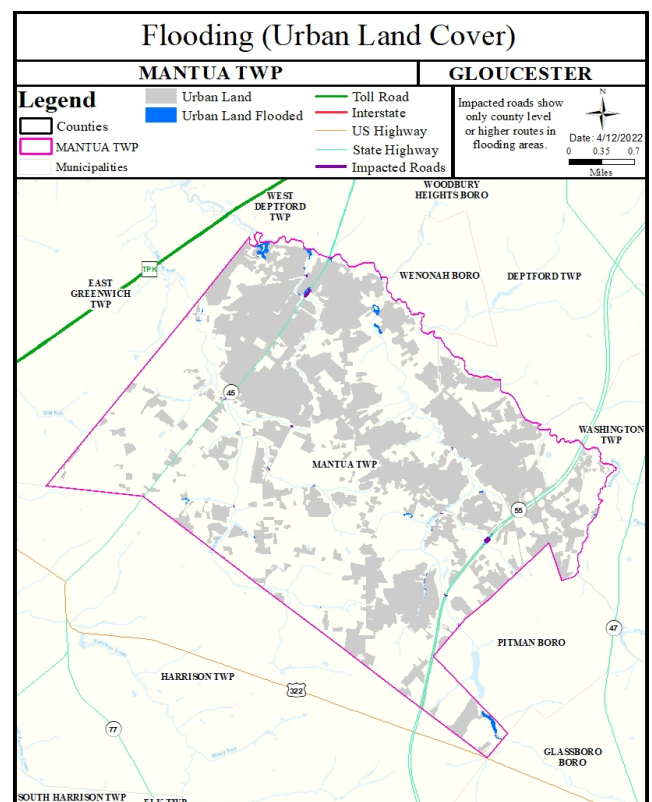 Flooding (Urban Land Cover)
MANTUA TWP
GLOUCESTER
Legend
Counties
MANTUA TWP
Municipalities
Urban Land
Urban Land Flooded
Toll Road
Interstate
US Highway
State Highway
Impacted Roads
Impacted roads show
only county level
or higher routes in
flooding areas.
N
Date: 4/12/2022
0 0.35 0.7
Miles
WEST
DEPTFORD
TWP
WOODBURY
HEIGHTS BORO
TPK
EAST
GREENWICH
TWP
WENONAH BORO
DEPTFORD TWP
45
WASHINGTON
TWP
MANTUA TWP
55
47
PITMAN BORO
HARRISON TWP
322
77
GLASSBORO
BORO
SOUTH HARRISON TWP
ELK TWP